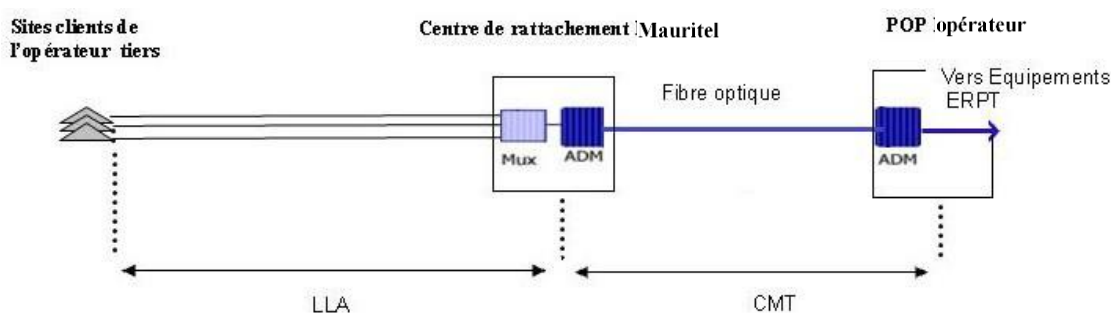 Sites clients de
l'opérateur tiers
Centre de rattachement Mauritel
POP opérateur
Vers Equipements
ERPT
Fibre optique
Mux
ADM
ADM
LLA
CMT